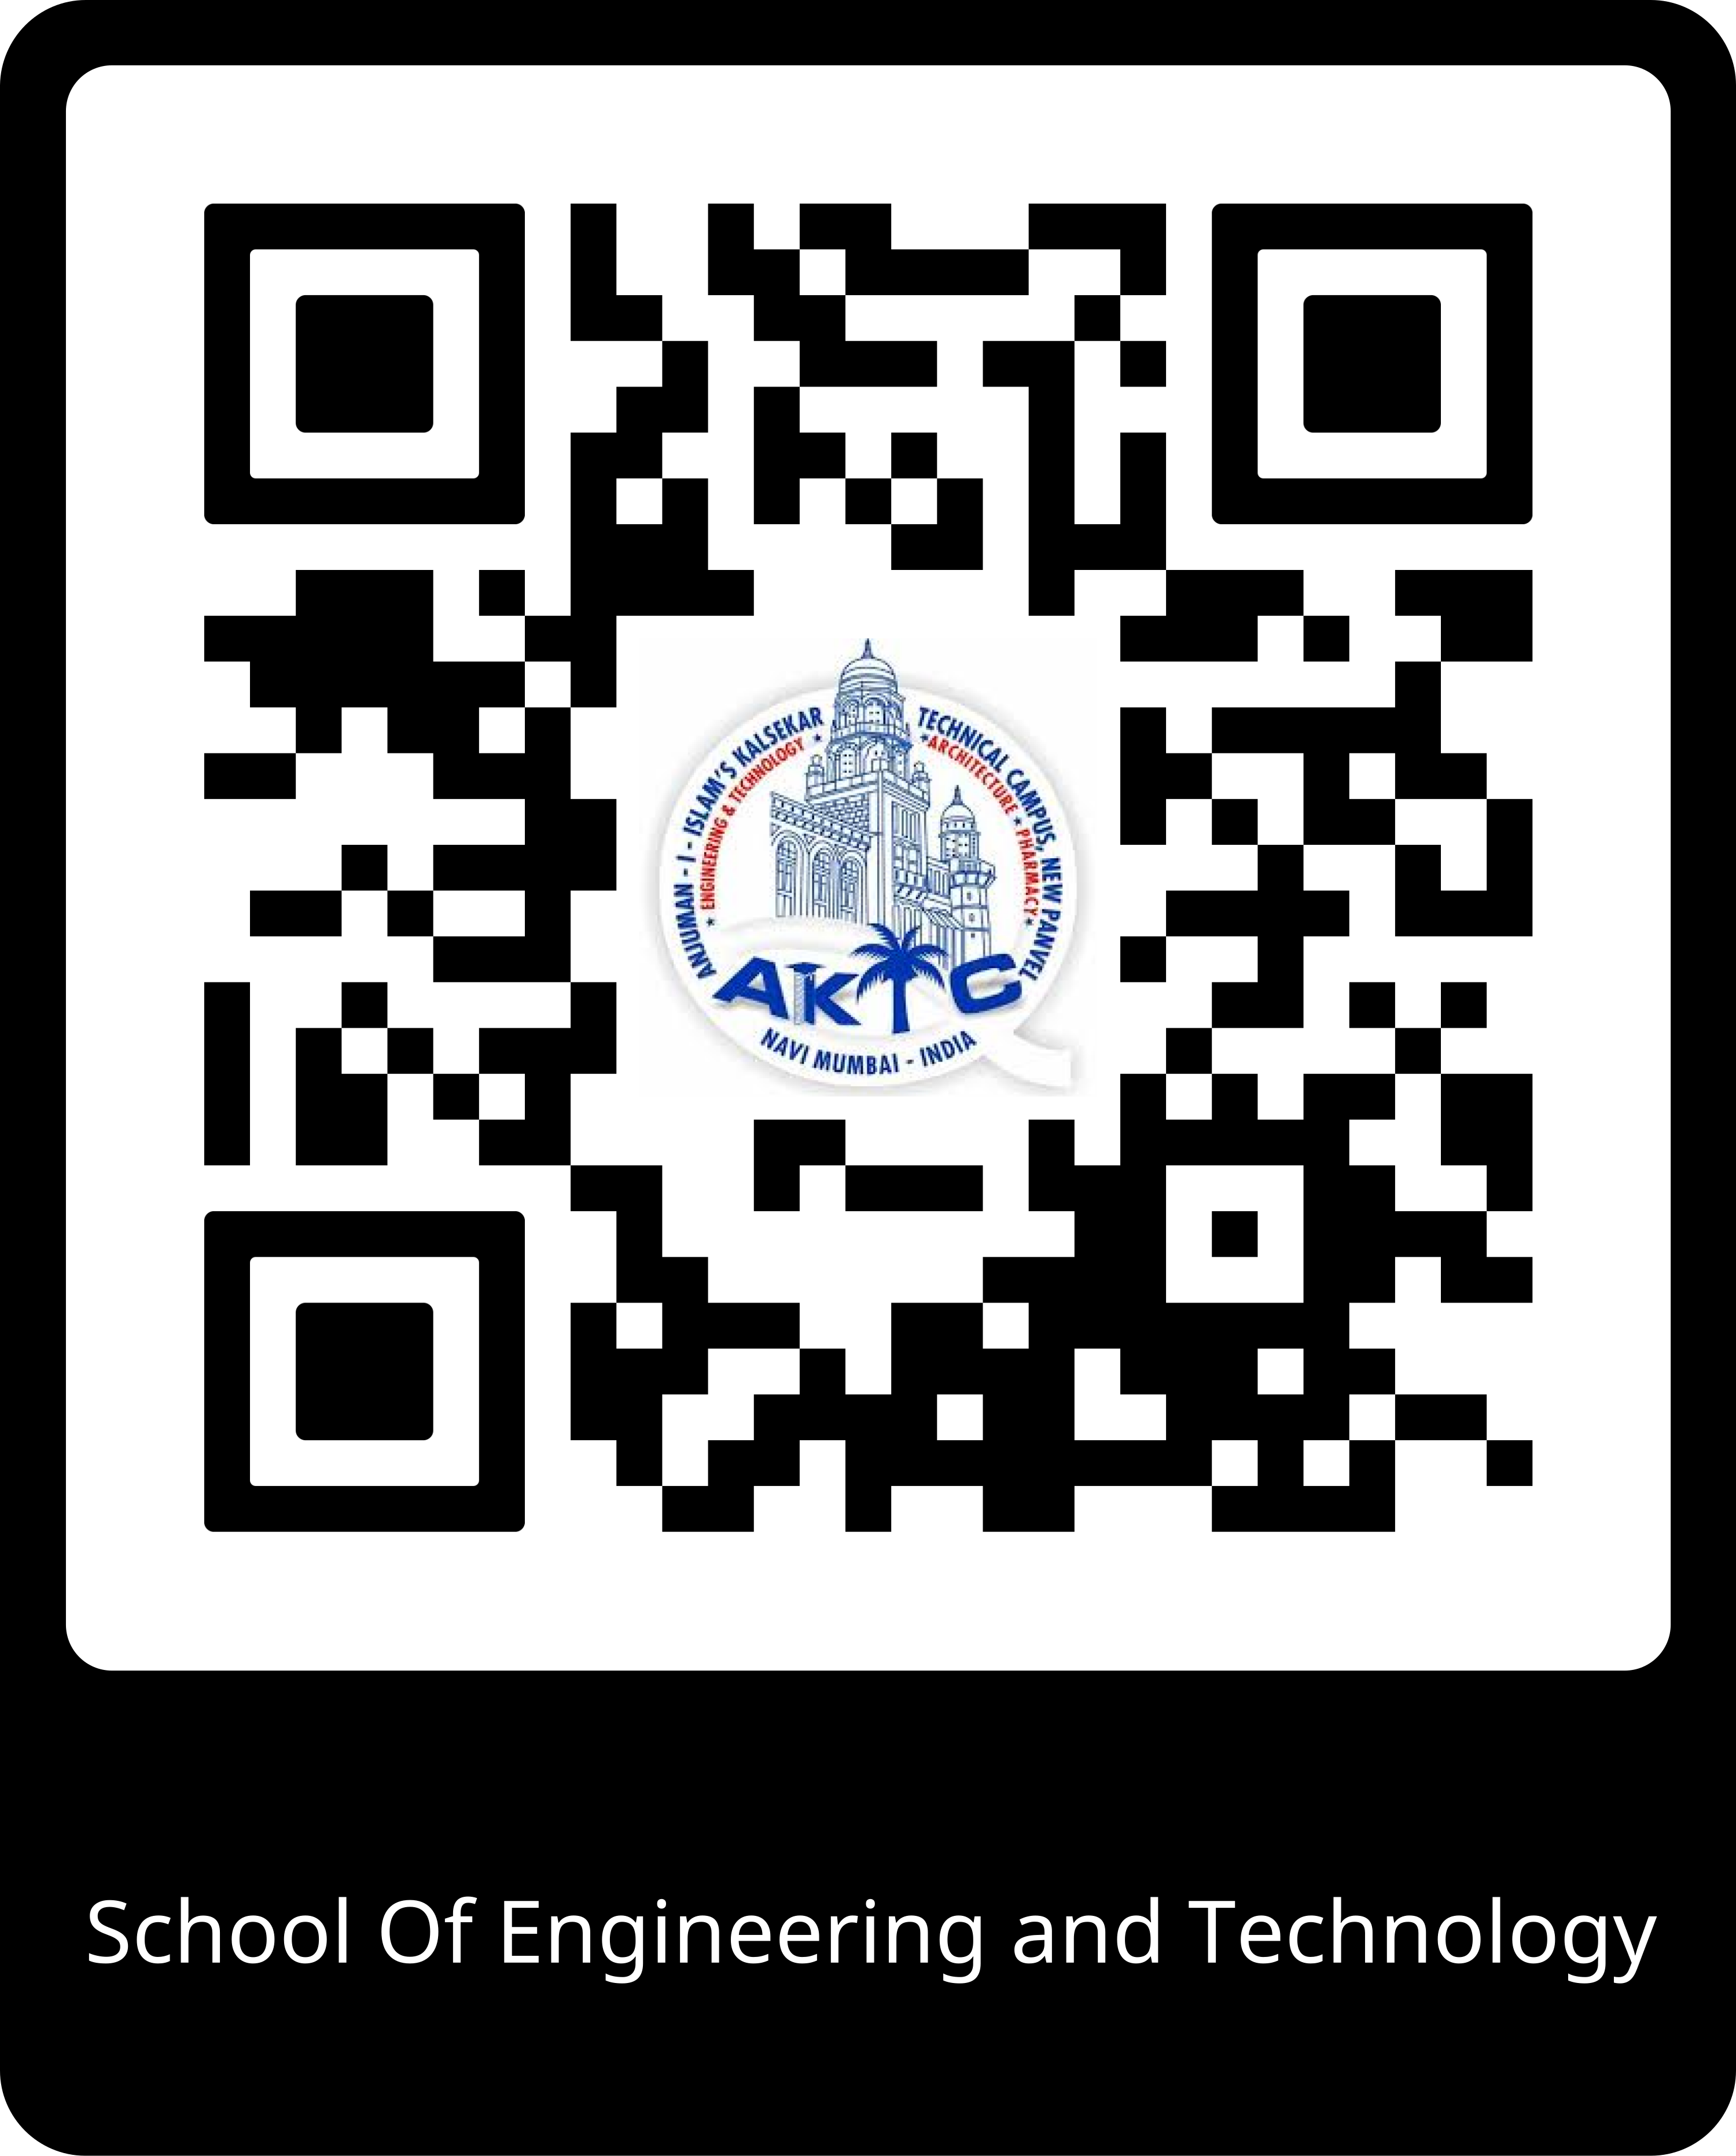 ANJUMAN - I - ISLAM'S KALSEKAR
TECHNICAL CAMPUS, NEW PANVEL
★ ENGINEERING & TECHNOLOGY ★
★ ARCHITECTURE ★ PHARMACY ★
AKTC
NAVI MUMBAI - INDIA
School Of Engineering and Technology